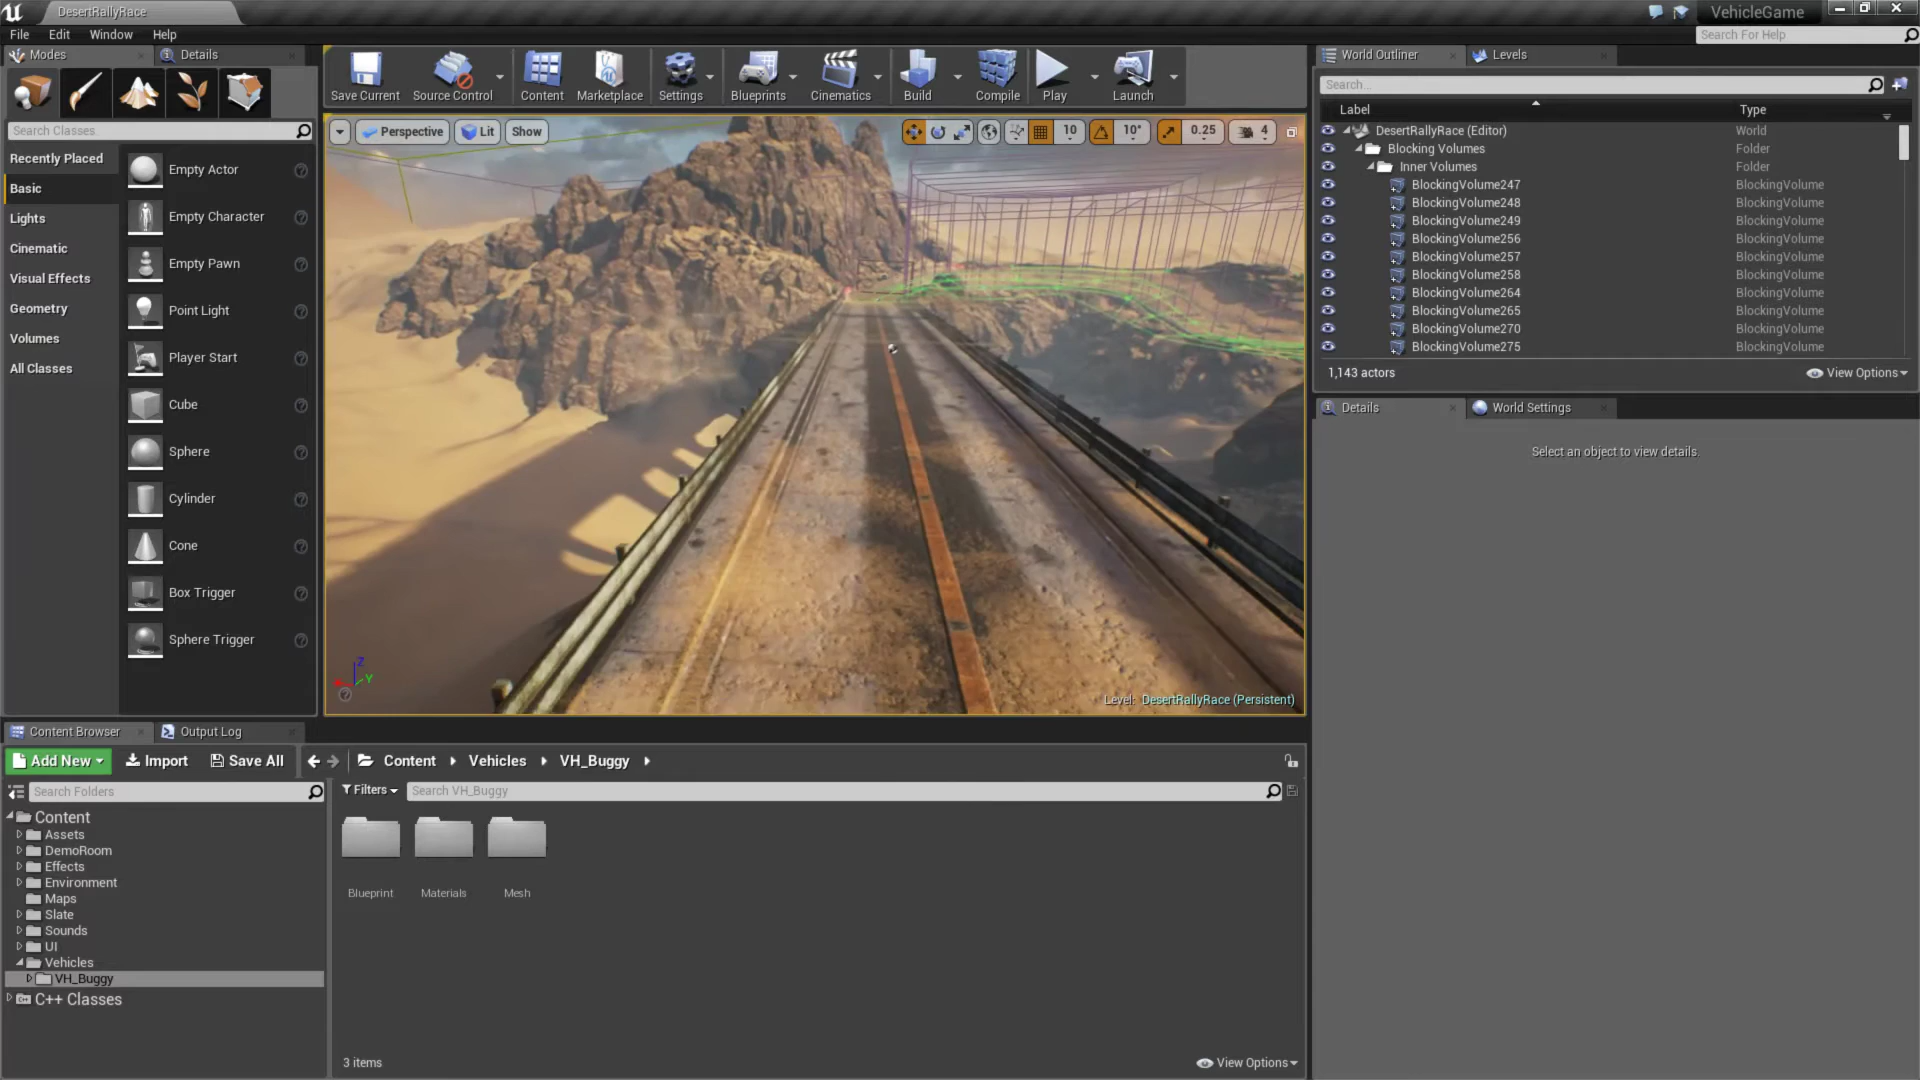 DesertRallyRace
VehicleGame
File Edit Window Help
Search For Help
Modes
Details
Search Classes
Recently Placed
Basic
Lights
Cinematic
Visual Effects
Geometry
Volumes
All Classes
Empty Actor
Empty Character
Empty Pawn
Point Light
Player Start
Cube
Sphere
Cylinder
Cone
Box Trigger
Sphere Trigger
Save Current
Source Control
Content
Marketplace
Settings
Blueprints
Cinematics
Build
Compile
Play
Launch
Perspective
Lit
Show
10
10°
0.25
4
Z
Y
Level: DesertRallyRace (Persistent)
World Outliner
Levels
Search...
Label Type
DesertRallyRace (Editor) World
Blocking Volumes Folder
Inner Volumes Folder
BlockingVolume247 BlockingVolume
BlockingVolume248 BlockingVolume
BlockingVolume249 BlockingVolume
BlockingVolume256 BlockingVolume
BlockingVolume257 BlockingVolume
BlockingVolume258 BlockingVolume
BlockingVolume264 BlockingVolume
BlockingVolume265 BlockingVolume
BlockingVolume270 BlockingVolume
BlockingVolume275 BlockingVolume
1,143 actors
View Options
Details
World Settings
Select an object to view details.
Content Browser
Output Log
Add New
Import
Save All
Content
Vehicles
VH_Buggy
Search Folders
Filters
Search VH_Buggy
Content
Assets
DemoRoom
Effects
Environment
Maps
Slate
Sounds
UI
Vehicles
VH_Buggy
C++ Classes
Blueprint
Materials
Mesh
3 items
View Options